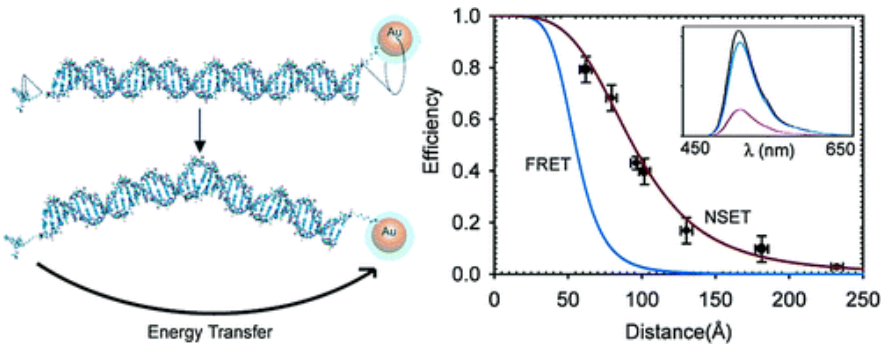 Au
Au
Energy Transfer
1.0
0.8
0.6
0.4
0.2
0.0
Efficiency
FRET
NSET
450 λ (nm) 650
0 50 100 150 200 250
Distance(Å)